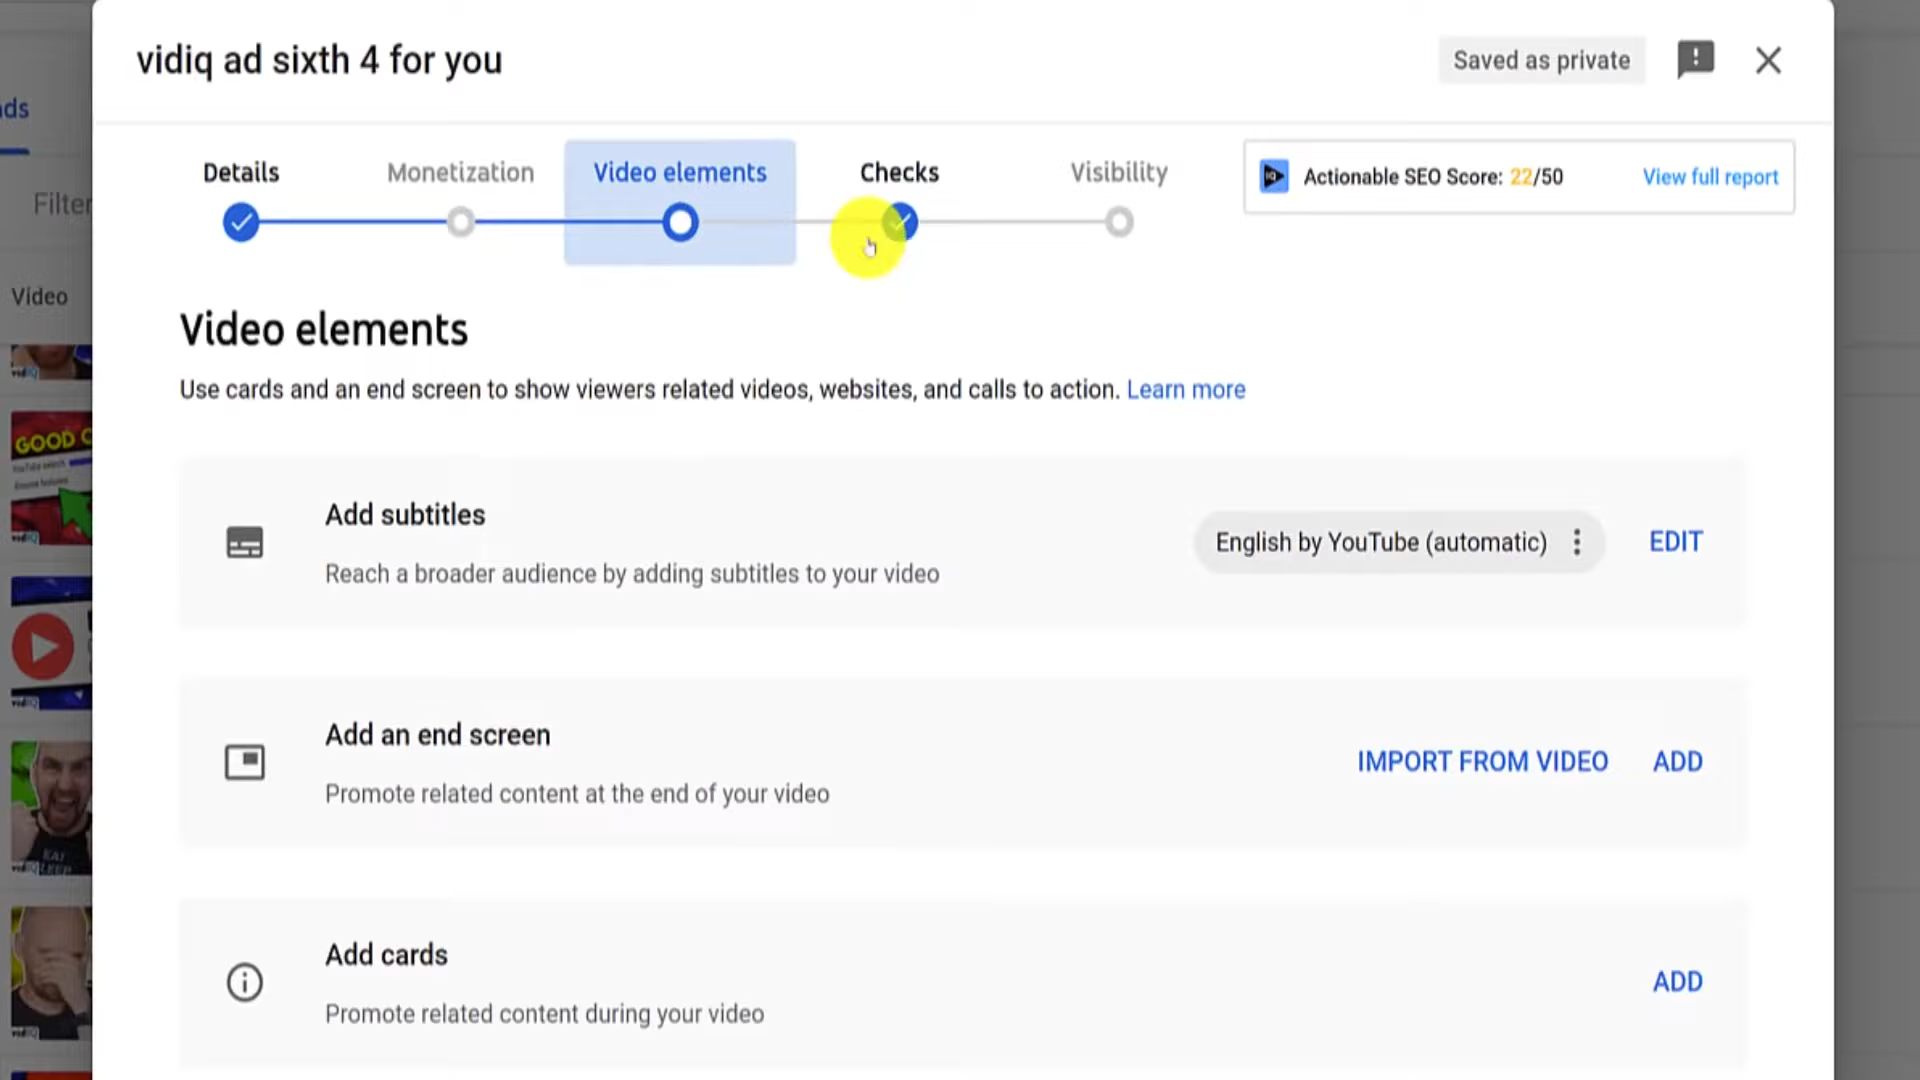 vidiq ad sixth 4 for you
Saved as private
Details
Monetization
Video elements
Checks
Visibility
Actionable SEO Score: 22/50
View full report
Filter
Video
GOOD
YouTube search
Video elements
Use cards and an end screen to show viewers related videos, websites, and calls to action. Learn more
Add subtitles
Reach a broader audience by adding subtitles to your video
English by YouTube (automatic)
EDIT
Add an end screen
Promote related content at the end of your video
IMPORT FROM VIDEO
ADD
EAT
Add cards
Promote related content during your video
ADD